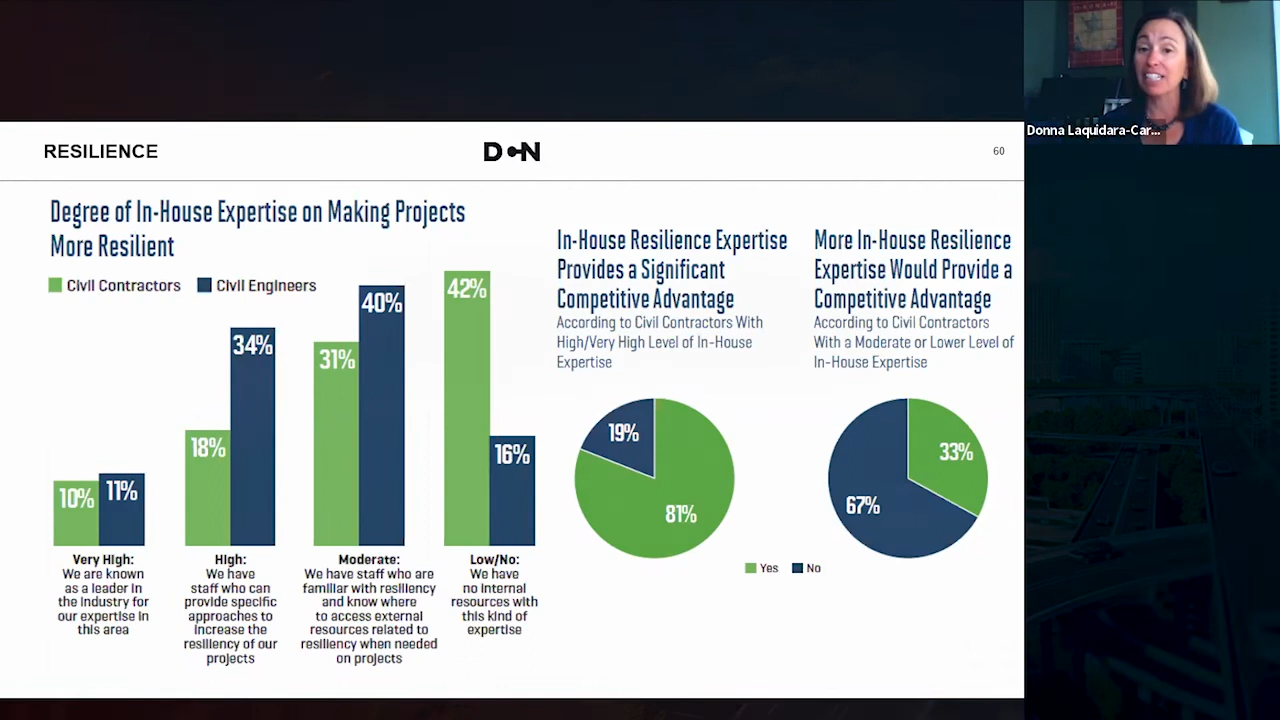 RESILIENCE
60
Donna Laquidara-Car...
Degree of In-House Expertise on Making Projects
More Resilient
Civil Contractors
Civil Engineers
10%
11%
18%
34%
31%
40%
42%
16%
Very High:
We are known
as a leader in
the industry for
our expertise in
this area
High:
We have
staff who can
provide specific
approaches to
increase the
resiliency of our
projects
Moderate:
We have staff who are
familiar with resiliency
and know where
to access external
resources related to
resiliency when needed
on projects
Low/No:
We have
no internal
resources with
this kind of
expertise
In-House Resilience Expertise
Provides a Significant
Competitive Advantage
According to Civil Contractors With
High/Very High Level of In-House
Expertise
19%
81%
More In-House Resilience
Expertise Would Provide a
Competitive Advantage
According to Civil Contractors
With a Moderate or Lower Level of
In-House Expertise
33%
67%
Yes
No